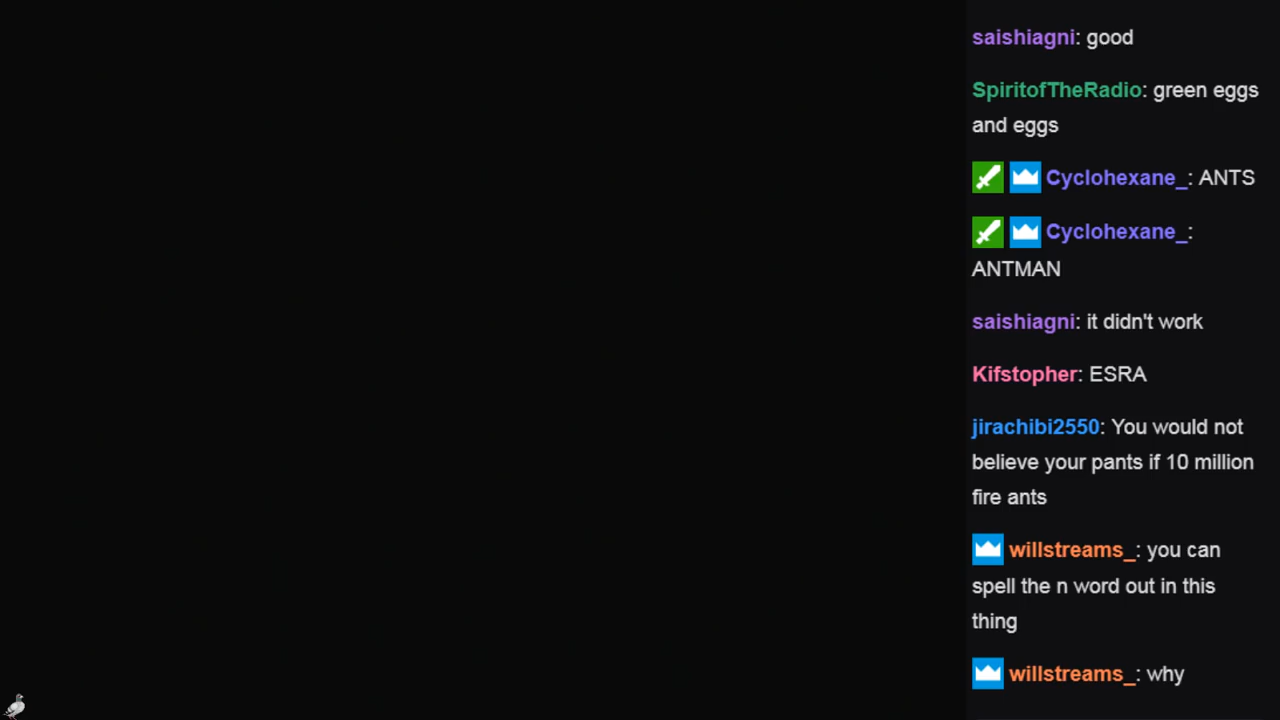 saishiagni: good
SpiritofTheRadio: green eggs
and eggs
Cyclohexane_: ANTS
Cyclohexane_:
ANTMAN
saishiagni: it didn't work
Kifstopher: ESRA
jirachibi2550: You would not
believe your pants if 10 million
fire ants
willstreams_: you can
spell the n word out in this
thing
willstreams_: why